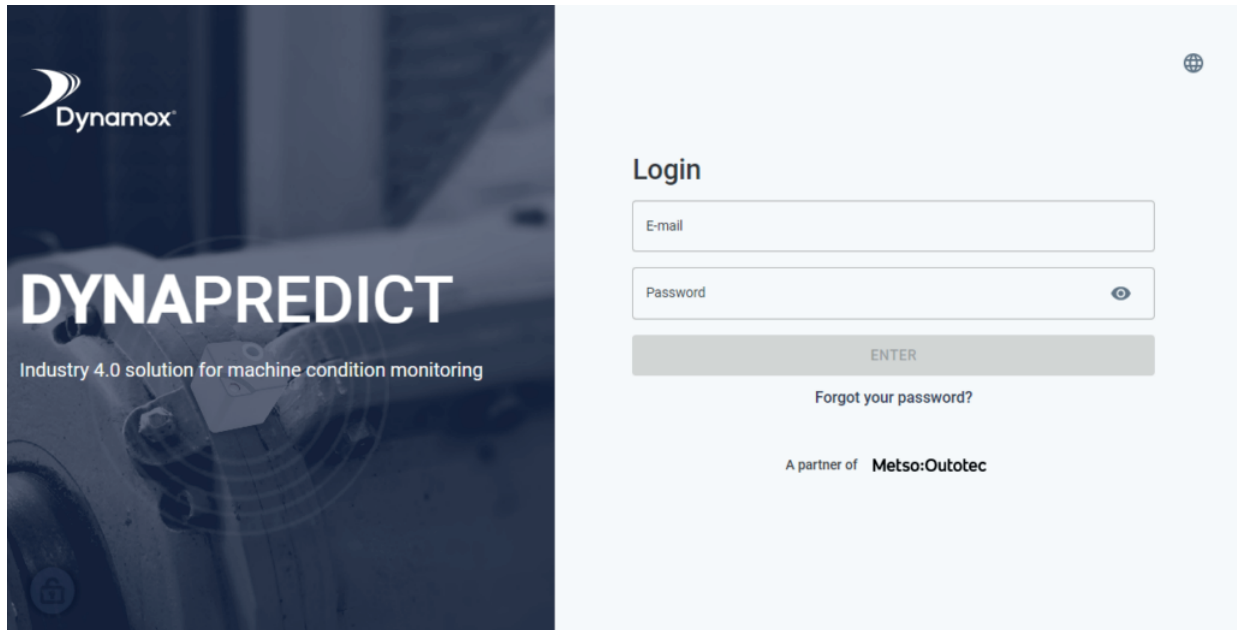 Dynamox
DYNAPREDICT
Industry 4.0 solution for machine condition monitoring
Login
E-mail
Password
ENTER
Forgot your password?
A partner of Metso:Outotec